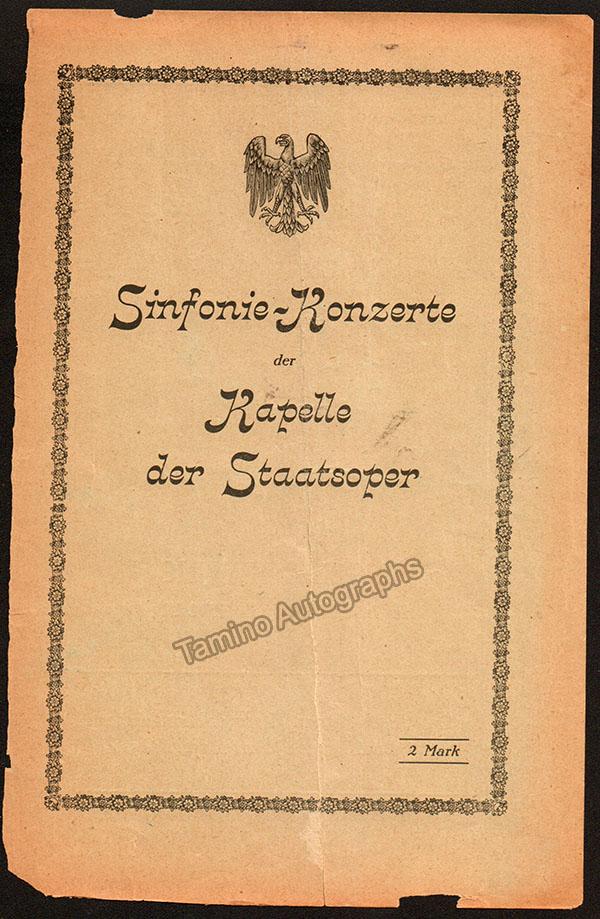 Sinfonie-Konzerte
der
Kapelle
der Staatsoper
Tamino Autographs
2 Mark